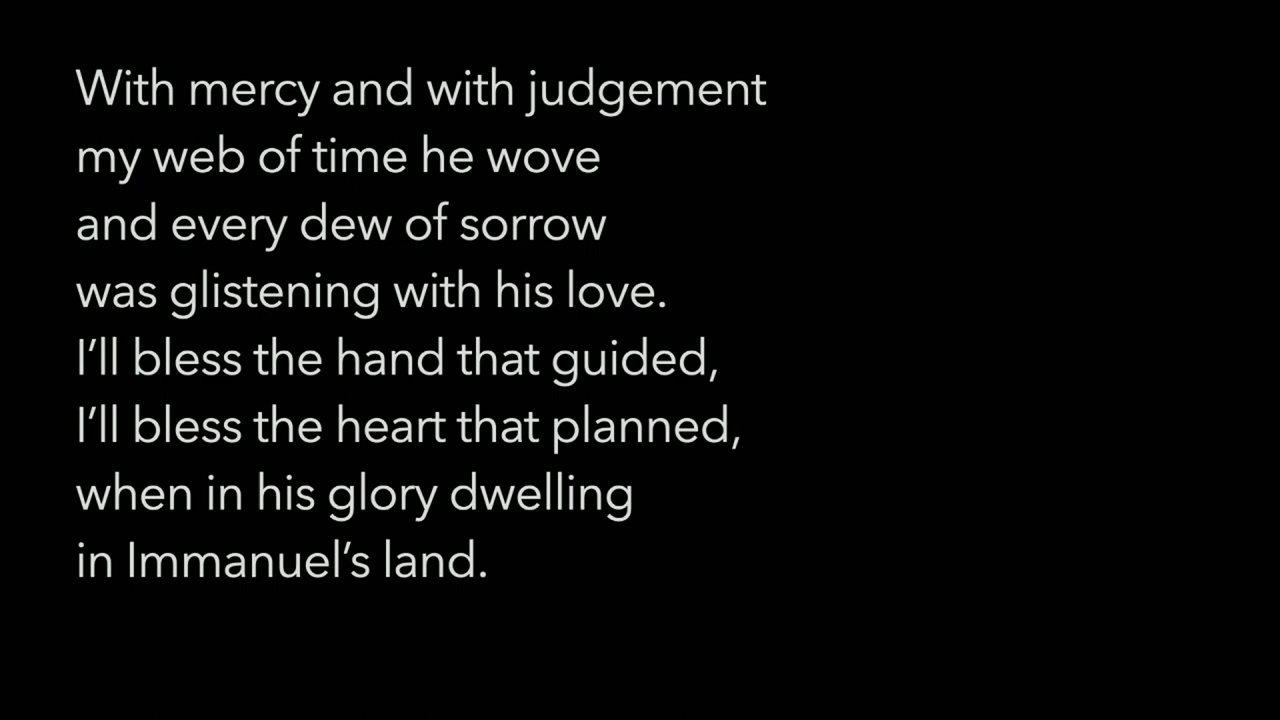 With mercy and with judgement
my web of time he wove
and every dew of sorrow
was glistening with his love.
I’ll bless the hand that guided,
I’ll bless the heart that planned,
when in his glory dwelling
in Immanuel’s land.